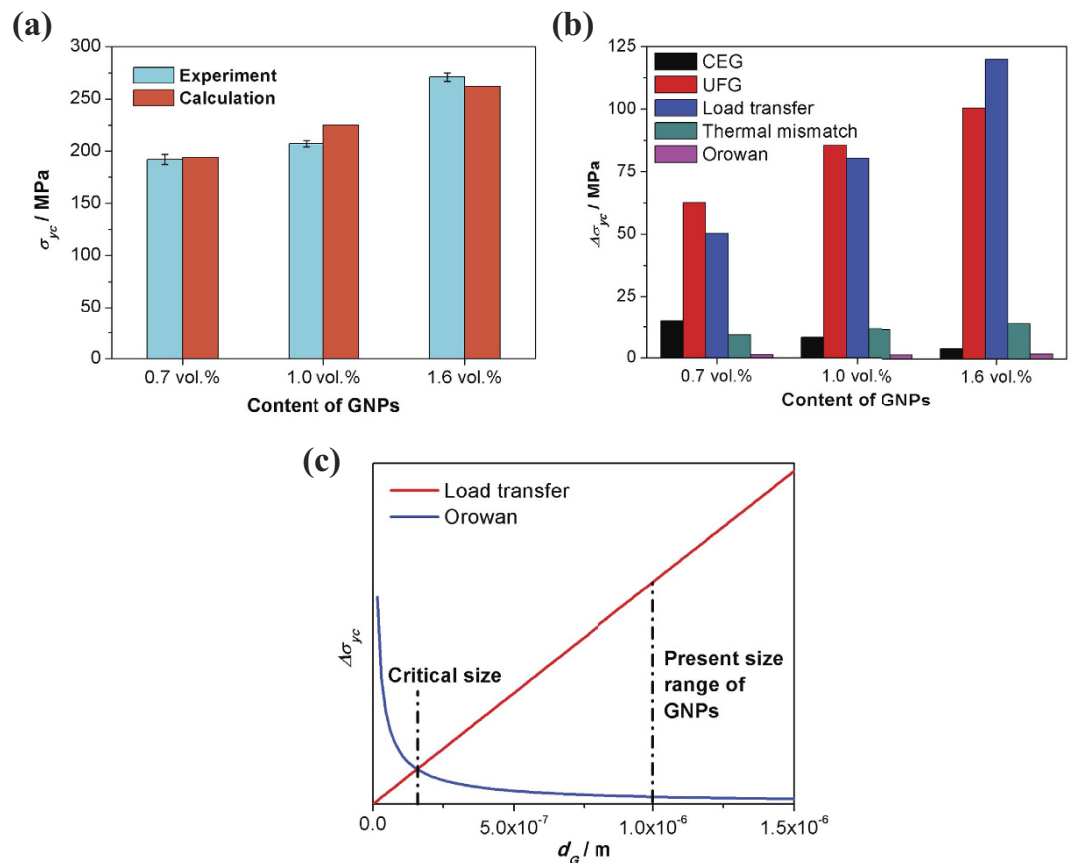 (a)
300
250
200
150
100
50
0
σyc / MPa
Experiment
Calculation
0.7 vol.%
1.0 vol.%
1.6 vol.%
Content of GNPs
(b)
125
100
75
50
25
0
Δσyc / MPa
CEG
UFG
Load transfer
Thermal mismatch
Orowan
0.7 vol.%
1.0 vol.%
1.6 vol.%
Content of GNPs
(c)
Δσyc
Load transfer
Orowan
Critical size
Present size
range of
GNPs
0.0
5.0x10⁻⁷
1.0x10⁻⁶
1.5x10⁻⁶
dG / m